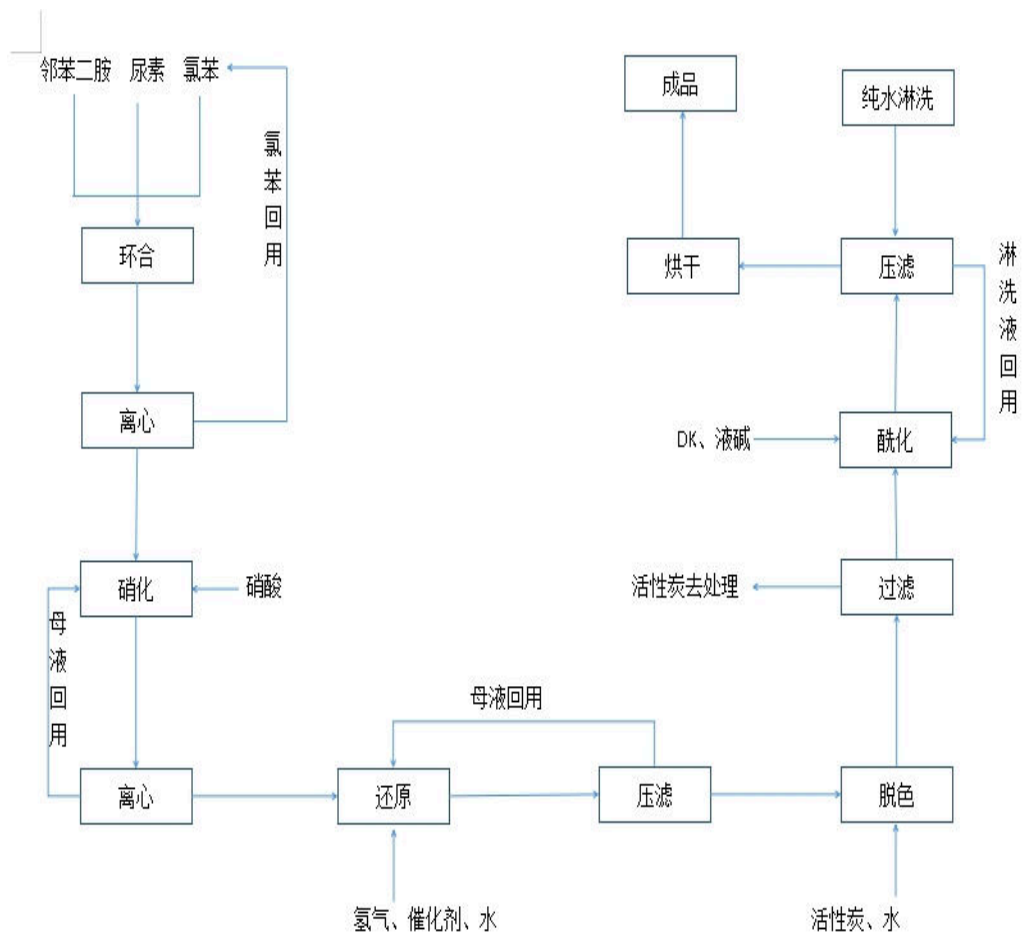 邻苯二胺 尿素 氯苯
氯苯回用
环合
离心
硝化
硝酸
母液回用
离心
还原
氢气、催化剂、水
母液回用
压滤
脱色
活性炭、水
过滤
活性炭去处理
酰化
DK、液碱
淋洗液回用
压滤
纯水淋洗
烘干
成品